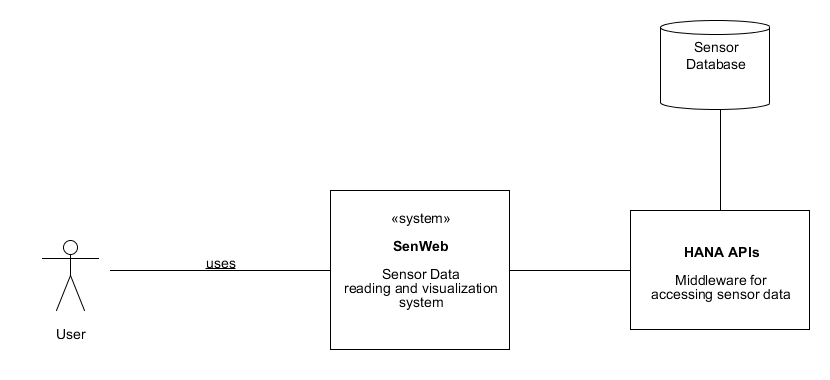 Sensor
Database
«system»
SenWeb
Sensor Data
reading and visualization
system
uses
HANA APIs
Middleware for
accessing sensor data
User